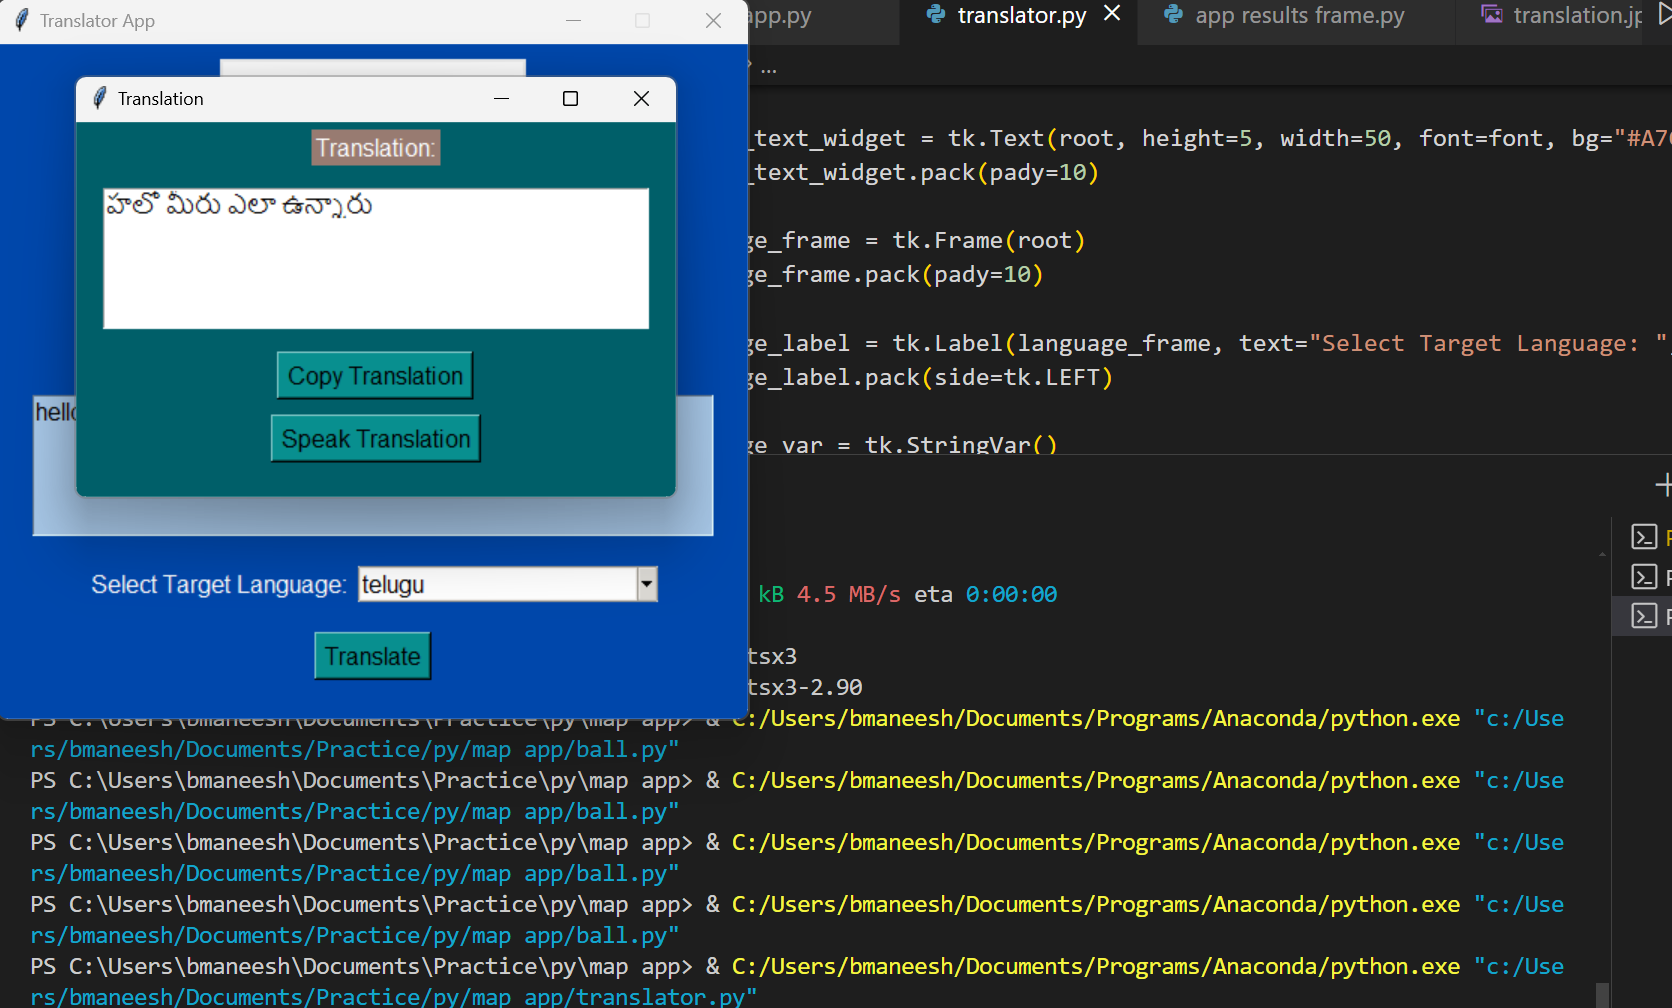 Translator App
Translation
Translation:
హలో మీరు ఎలా ఉన్నారు
Copy Translation
Speak Translation
Select Target Language:
telugu
Translate
app.py
translator.py
app results frame.py
...
_text_widget = tk.Text(root, height=5, width=50, font=font, bg="#A7
_text_widget.pack(pady=10)
ge_frame = tk.Frame(root)
ge_frame.pack(pady=10)
ge_label = tk.Label(language_frame, text="Select Target Language: "
ge_label.pack(side=tk.LEFT)
ge_var = tk.StringVar()
kB 4.5 MB/s eta 0:00:00
tsx3
tsx3-2.90
PS C:\Users\bmaneesh\Documents\Practice\py\map app> & C:/Users/bmaneesh/Documents/Programs/Anaconda/python.exe "c:/Use
rs/bmaneesh/Documents/Practice/py/map app/ball.py"
PS C:\Users\bmaneesh\Documents\Practice\py\map app> & C:/Users/bmaneesh/Documents/Programs/Anaconda/python.exe "c:/Use
rs/bmaneesh/Documents/Practice/py/map app/ball.py"
PS C:\Users\bmaneesh\Documents\Practice\py\map app> & C:/Users/bmaneesh/Documents/Programs/Anaconda/python.exe "c:/Use
rs/bmaneesh/Documents/Practice/py/map app/ball.py"
PS C:\Users\bmaneesh\Documents\Practice\py\map app> & C:/Users/bmaneesh/Documents/Programs/Anaconda/python.exe "c:/Use
rs/bmaneesh/Documents/Practice/py/map app/ball.py"
PS C:\Users\bmaneesh\Documents\Practice\py\map app> & C:/Users/bmaneesh/Documents/Programs/Anaconda/python.exe "c:/Use
rs/bmaneesh/Documents/Practice/py/map app/translator.py"